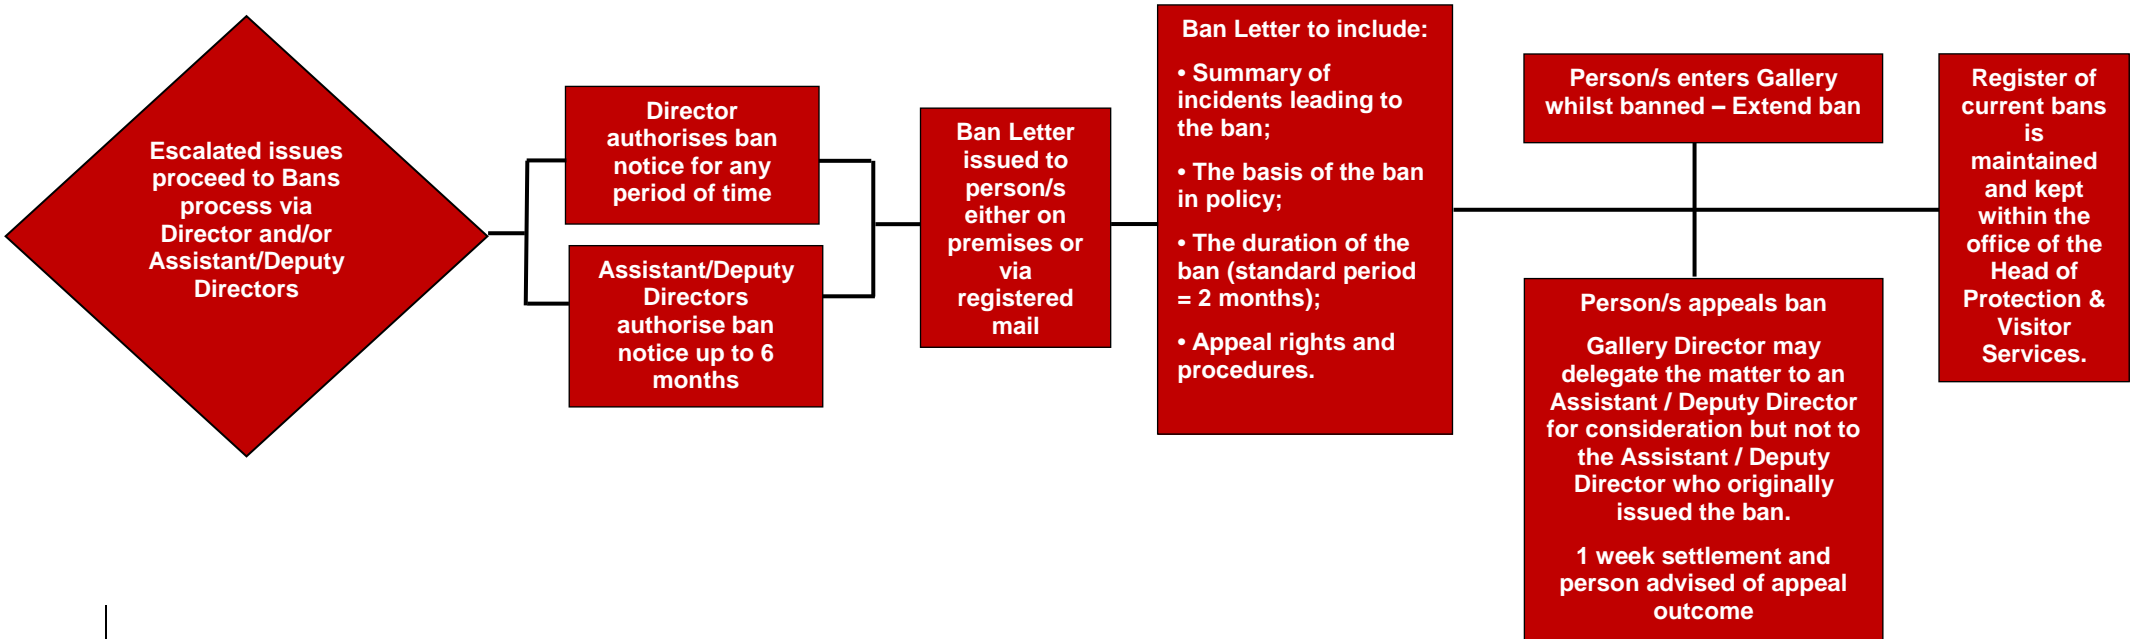 Escalated issues
proceed to Bans
process via
Director and/or
Assistant/Deputy
Directors
Director
authorises ban
notice for any
period of time
Assistant/Deputy
Directors
authorise ban
notice up to 6
months
Ban Letter
issued to
person/s
either on
premises or
via
registered
mail
Ban Letter to include:
• Summary of
incidents leading to
the ban;
• The basis of the ban
in policy;
• The duration of the
ban (standard period
= 2 months);
• Appeal rights and
procedures.
Person/s enters Gallery
whilst banned – Extend ban
Person/s appeals ban
Gallery Director may
delegate the matter to an
Assistant / Deputy Director
for consideration but not to
the Assistant / Deputy
Director who originally
issued the ban.
1 week settlement and
person advised of appeal
outcome
Register of
current bans
is
maintained
and kept
within the
office of the
Head of
Protection &
Visitor
Services.